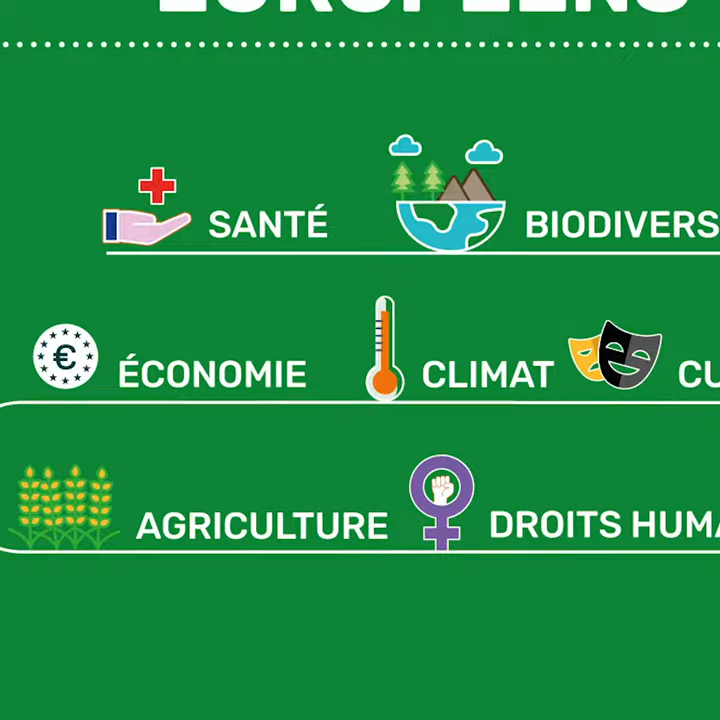 SANTÉ BIODIVERS
€ ÉCONOMIE CLIMAT CU
AGRICULTURE DROITS HUMA